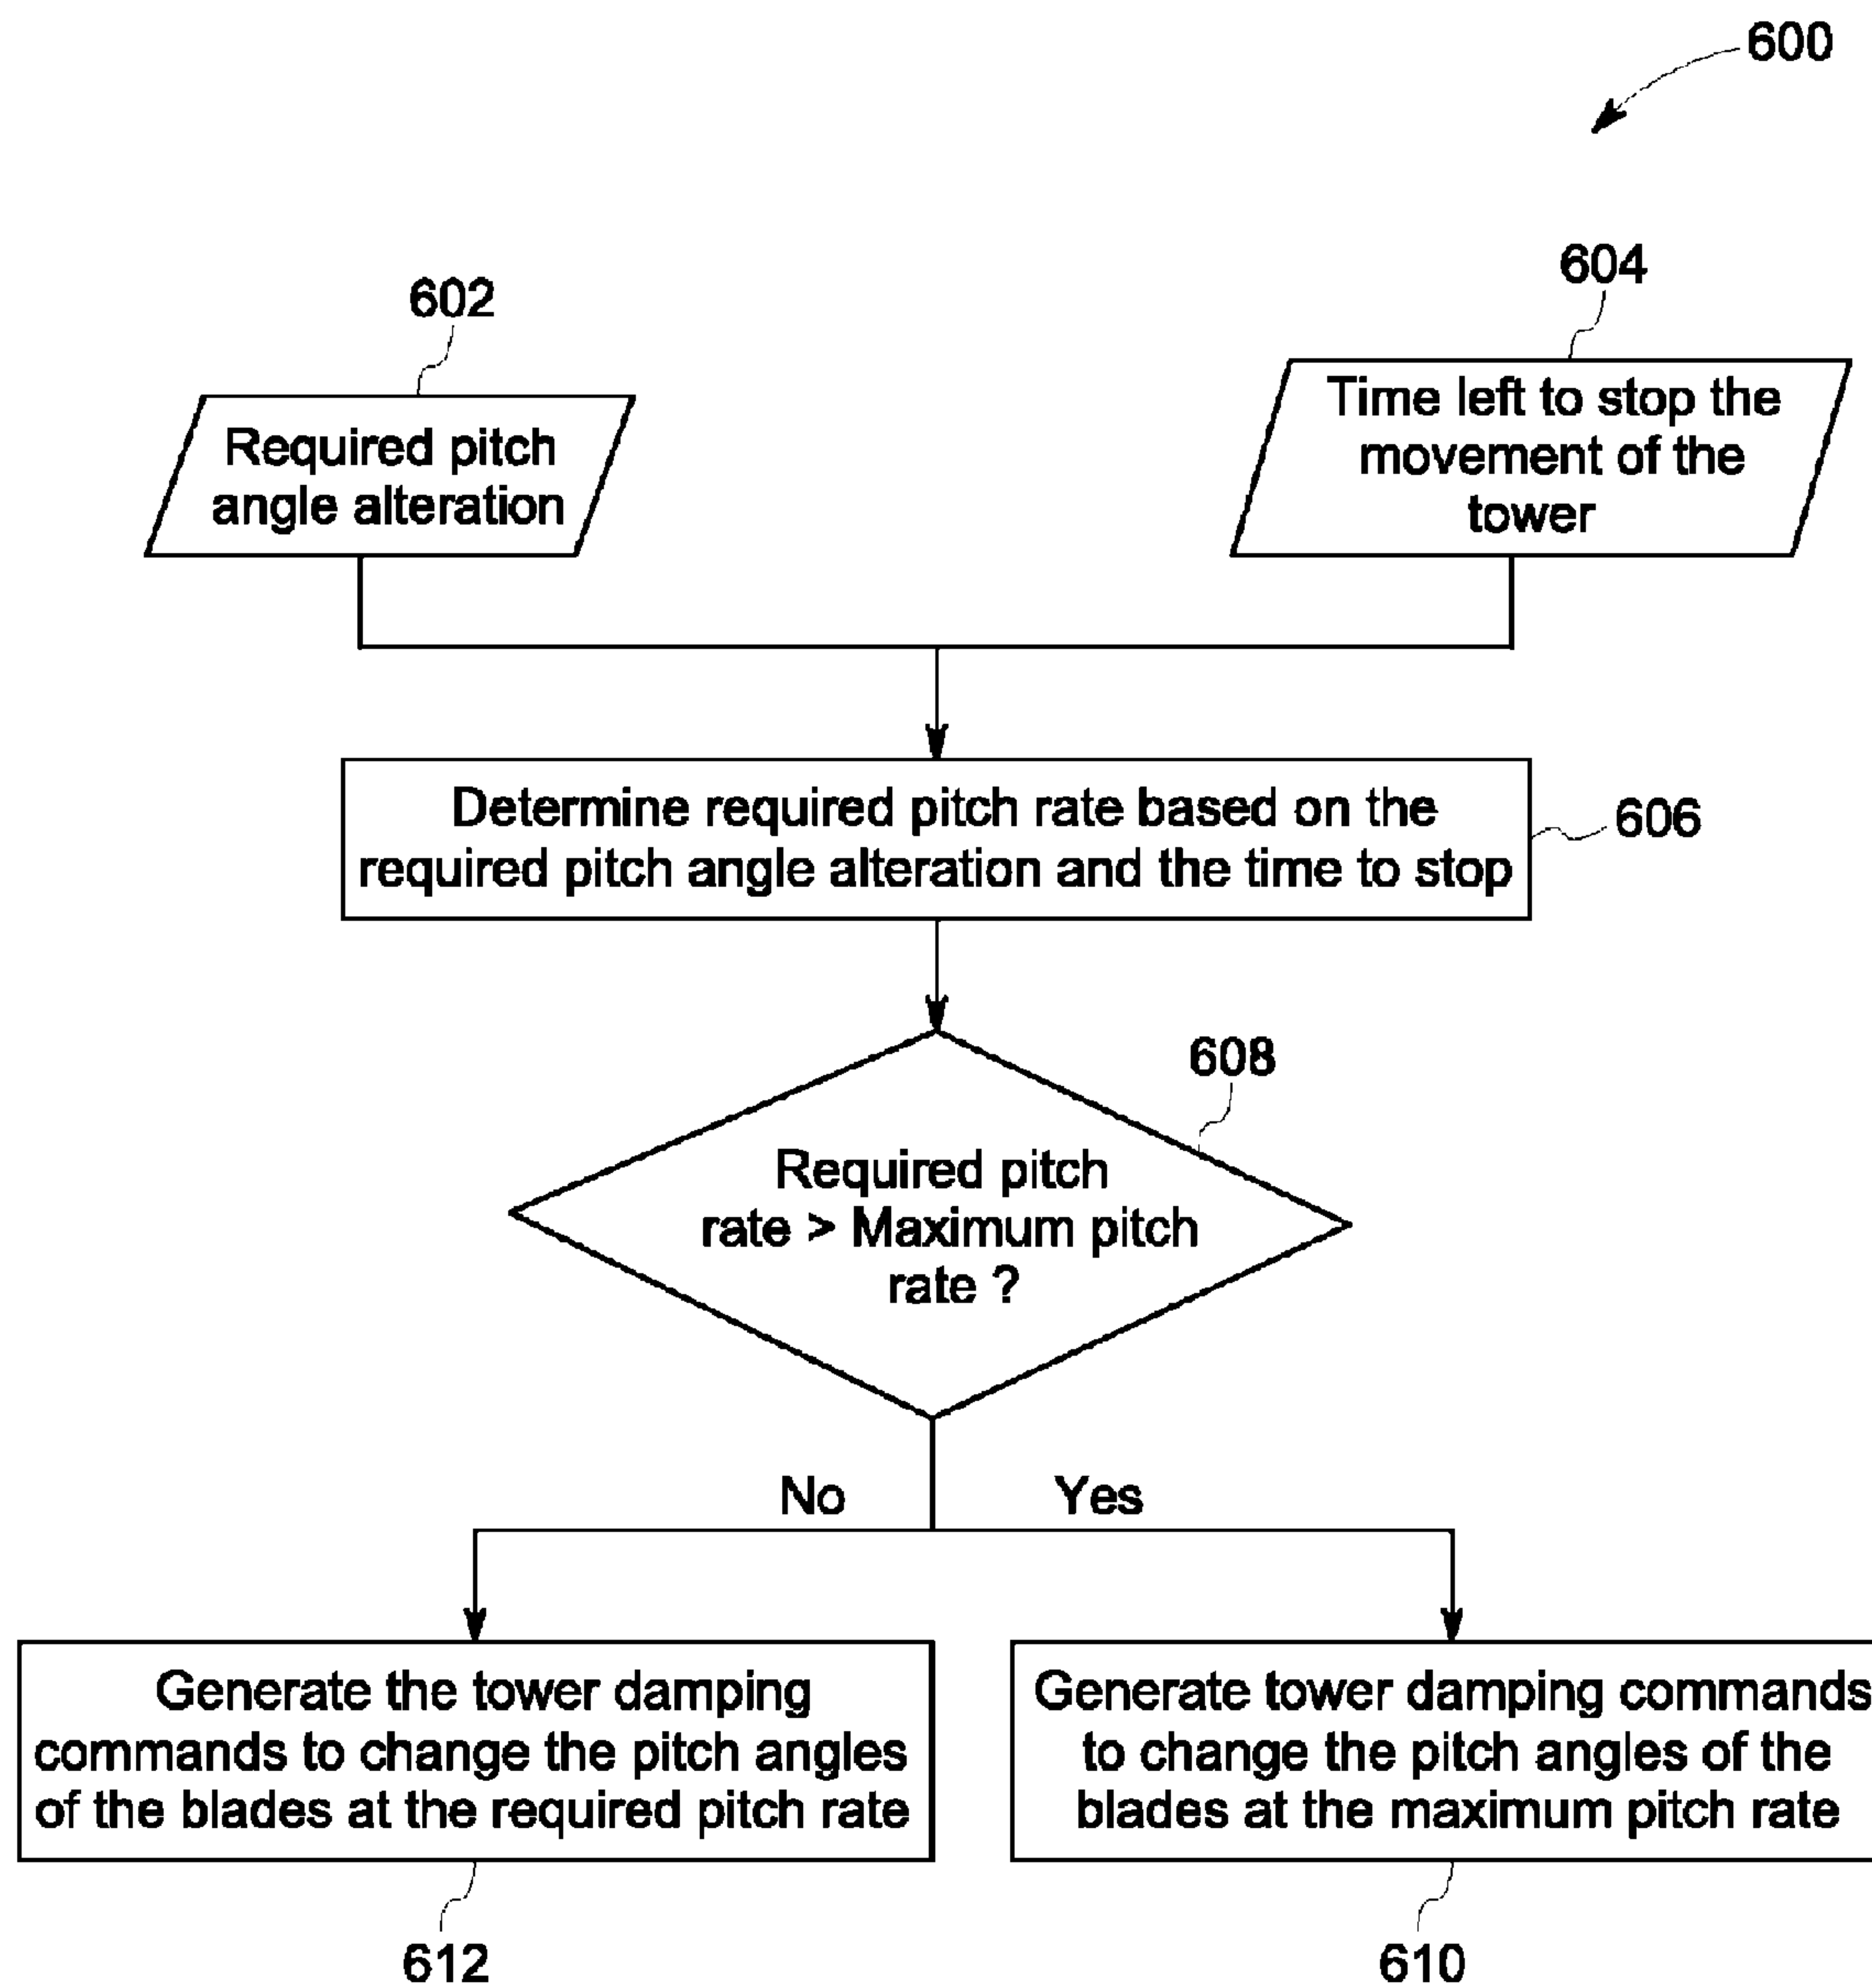 600
602
604
Required pitch
angle alteration
Time left to stop the
movement of the
tower
Determine required pitch rate based on the
required pitch angle alteration and the time to stop
606
608
Required pitch
rate > Maximum pitch
rate ?
No
Yes
Generate the tower damping
commands to change the pitch angles
of the blades at the required pitch rate
Generate tower damping commands
to change the pitch angles of the
blades at the maximum pitch rate
612
610